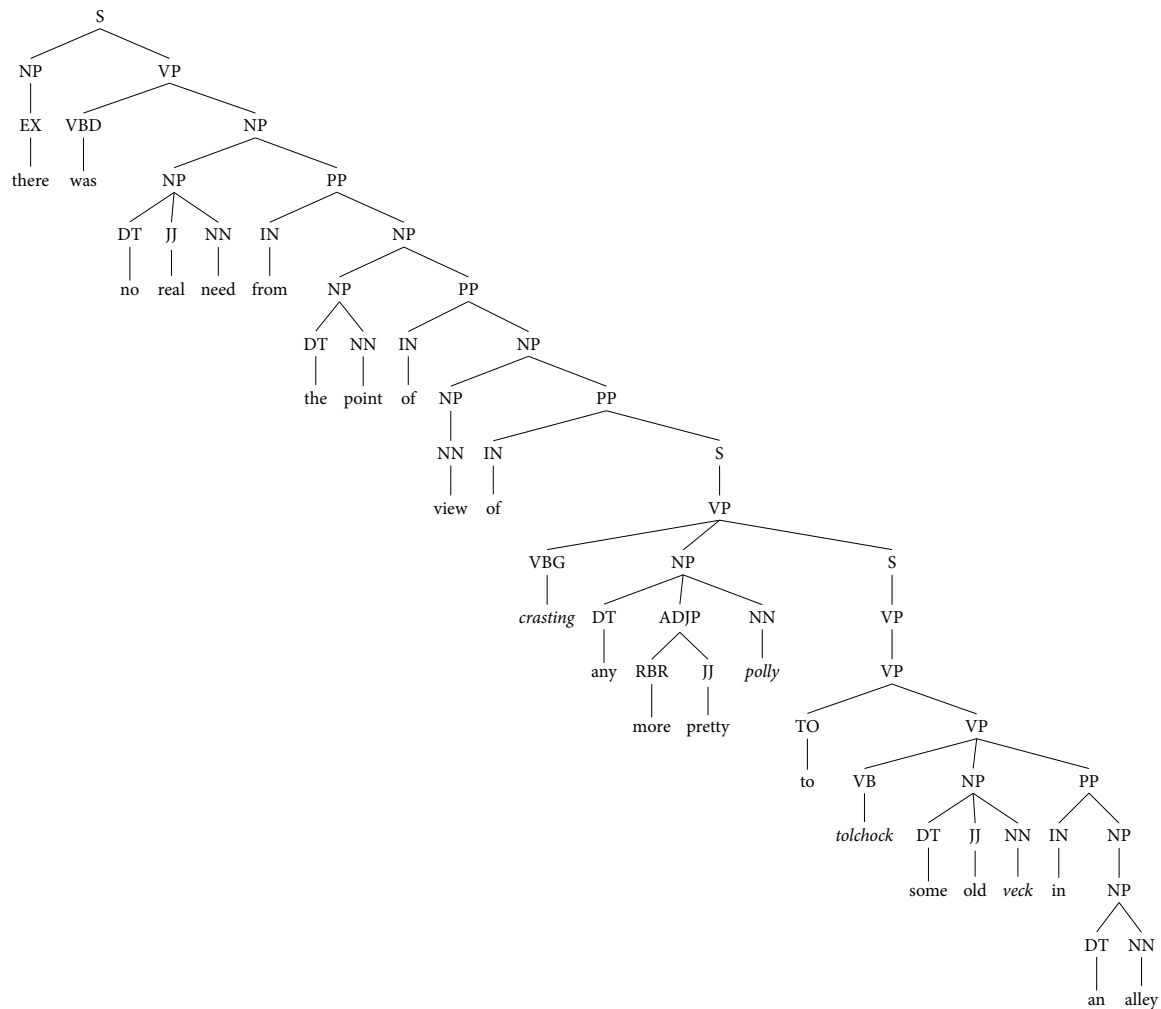 S
NP VP
EX VBD NP
there was NP PP
DT JJ NN IN NP
no real need from NP PP
DT NN IN NP
the point of NP PP
NN IN S
view of VP
VBG NP S
crasting DT ADJP NN VP
any RBR JJ polly VP
more pretty TO VP
to VB NP PP
tolchock DT JJ NN IN NP
some old veck in NP
DT NN
an alley